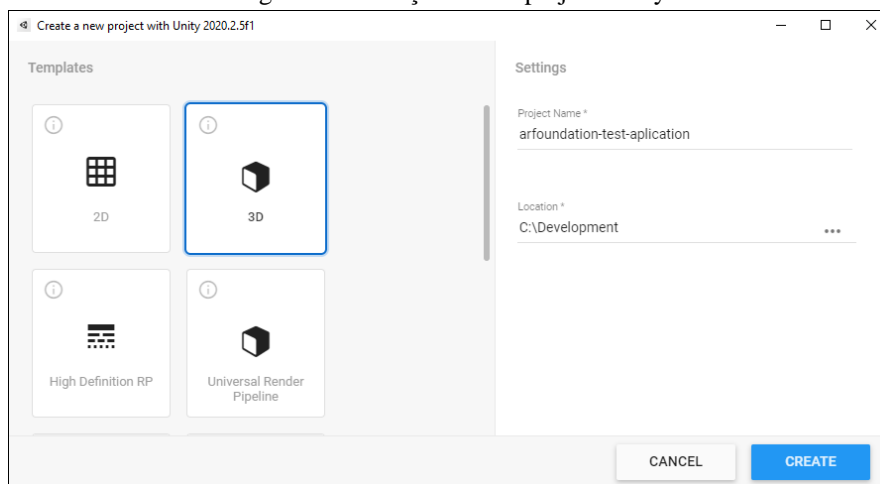 Create a new project with Unity 2020.2.5f1
Templates
2D
3D
High Definition RP
Universal Render
Pipeline
Settings
Project Name *
arfoundation-test-aplication
Location *
C:\Development
...
CANCEL
CREATE